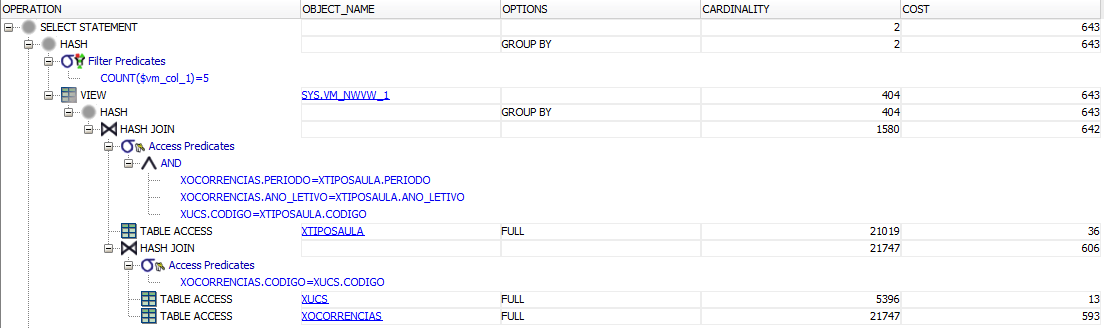 OPERATION OBJECT_NAME OPTIONS CARDINALITY COST
SELECT STATEMENT 2 643
HASH GROUP BY 2 643
Filter Predicates
COUNT($vm_col_1)=5
VIEW SYS.VM_NWVW_1 404 643
HASH GROUP BY 404 643
HASH JOIN 1580 642
Access Predicates
AND
XOCORRENCIAS.PERIODO=XTIPOSAULA.PERIODO
XOCORRENCIAS.ANO_LETIVO=XTIPOSAULA.ANO_LETIVO
XUCS.CODIGO=XTIPOSAULA.CODIGO
TABLE ACCESS XTIPOSAULA FULL 21019 36
HASH JOIN 21747 606
Access Predicates
XOCORRENCIAS.CODIGO=XUCS.CODIGO
TABLE ACCESS XUCS FULL 5396 13
TABLE ACCESS XOCORRENCIAS FULL 21747 593